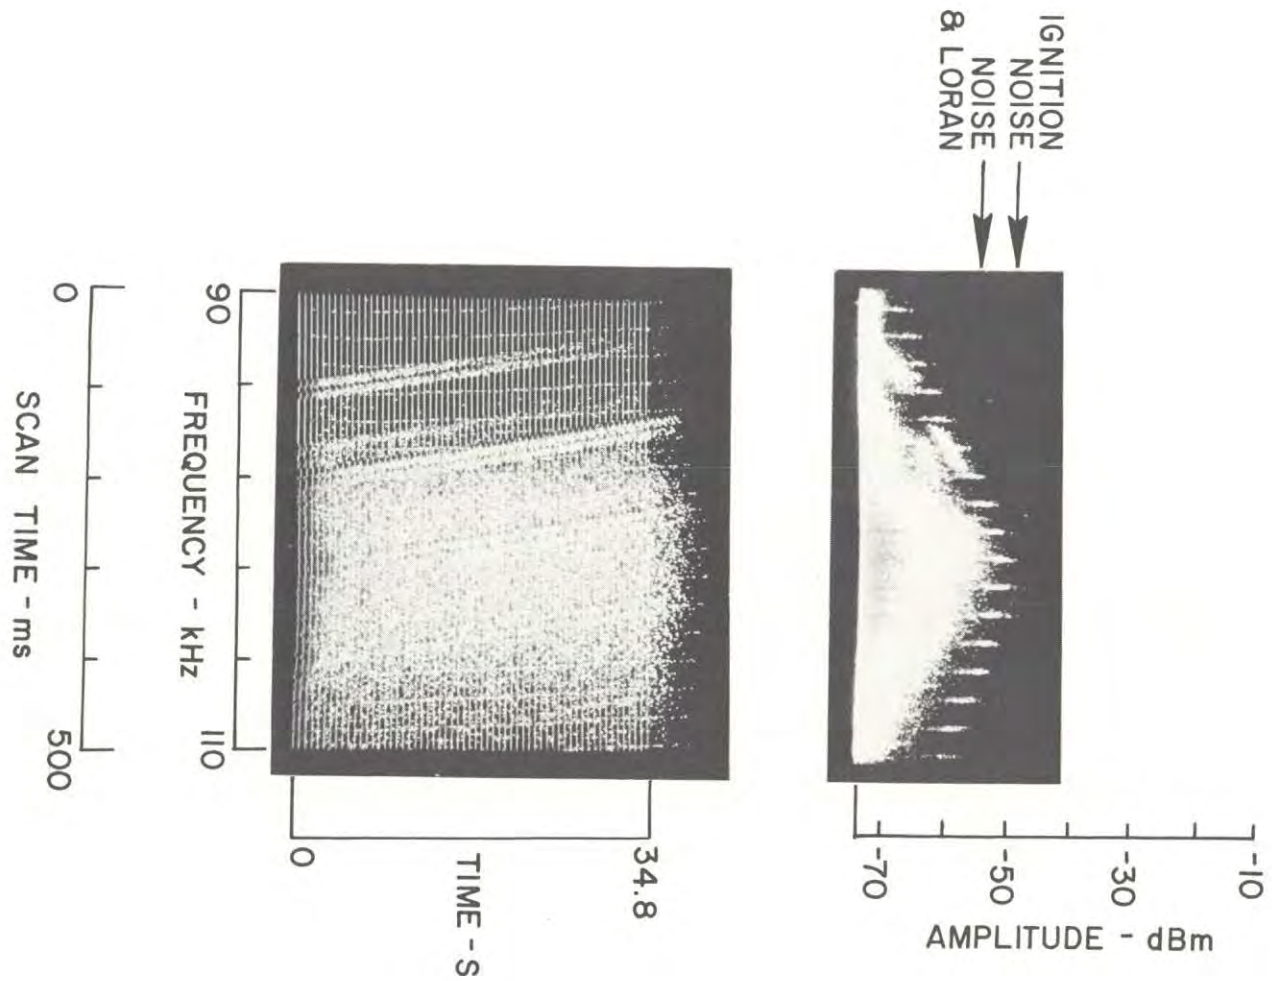 IGNITION
NOISE
NOISE
& LORAN
-10
-30
-50
-70
AMPLITUDE - dBm
34.8
TIME - S
0
90 110
FREQUENCY - kHz
0 500
SCAN TIME - ms